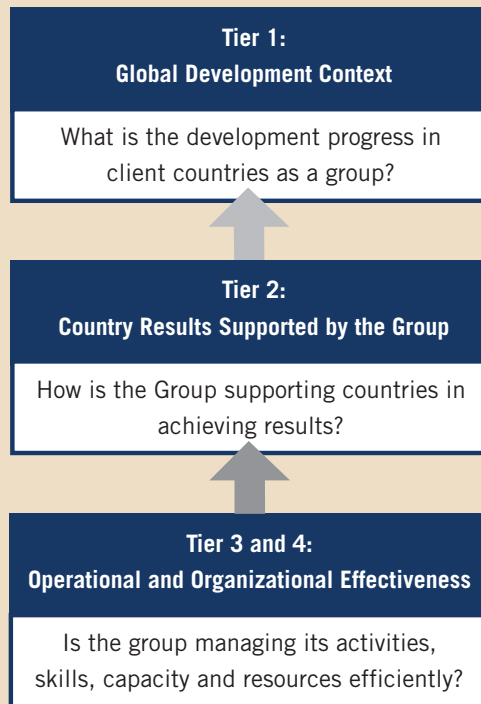 Tier 1:
Global Development Context
What is the development progress in
client countries as a group?
Tier 2:
Country Results Supported by the Group
How is the Group supporting countries in
achieving results?
Tier 3 and 4:
Operational and Organizational Effectiveness
Is the group managing its activities,
skills, capacity and resources efficiently?